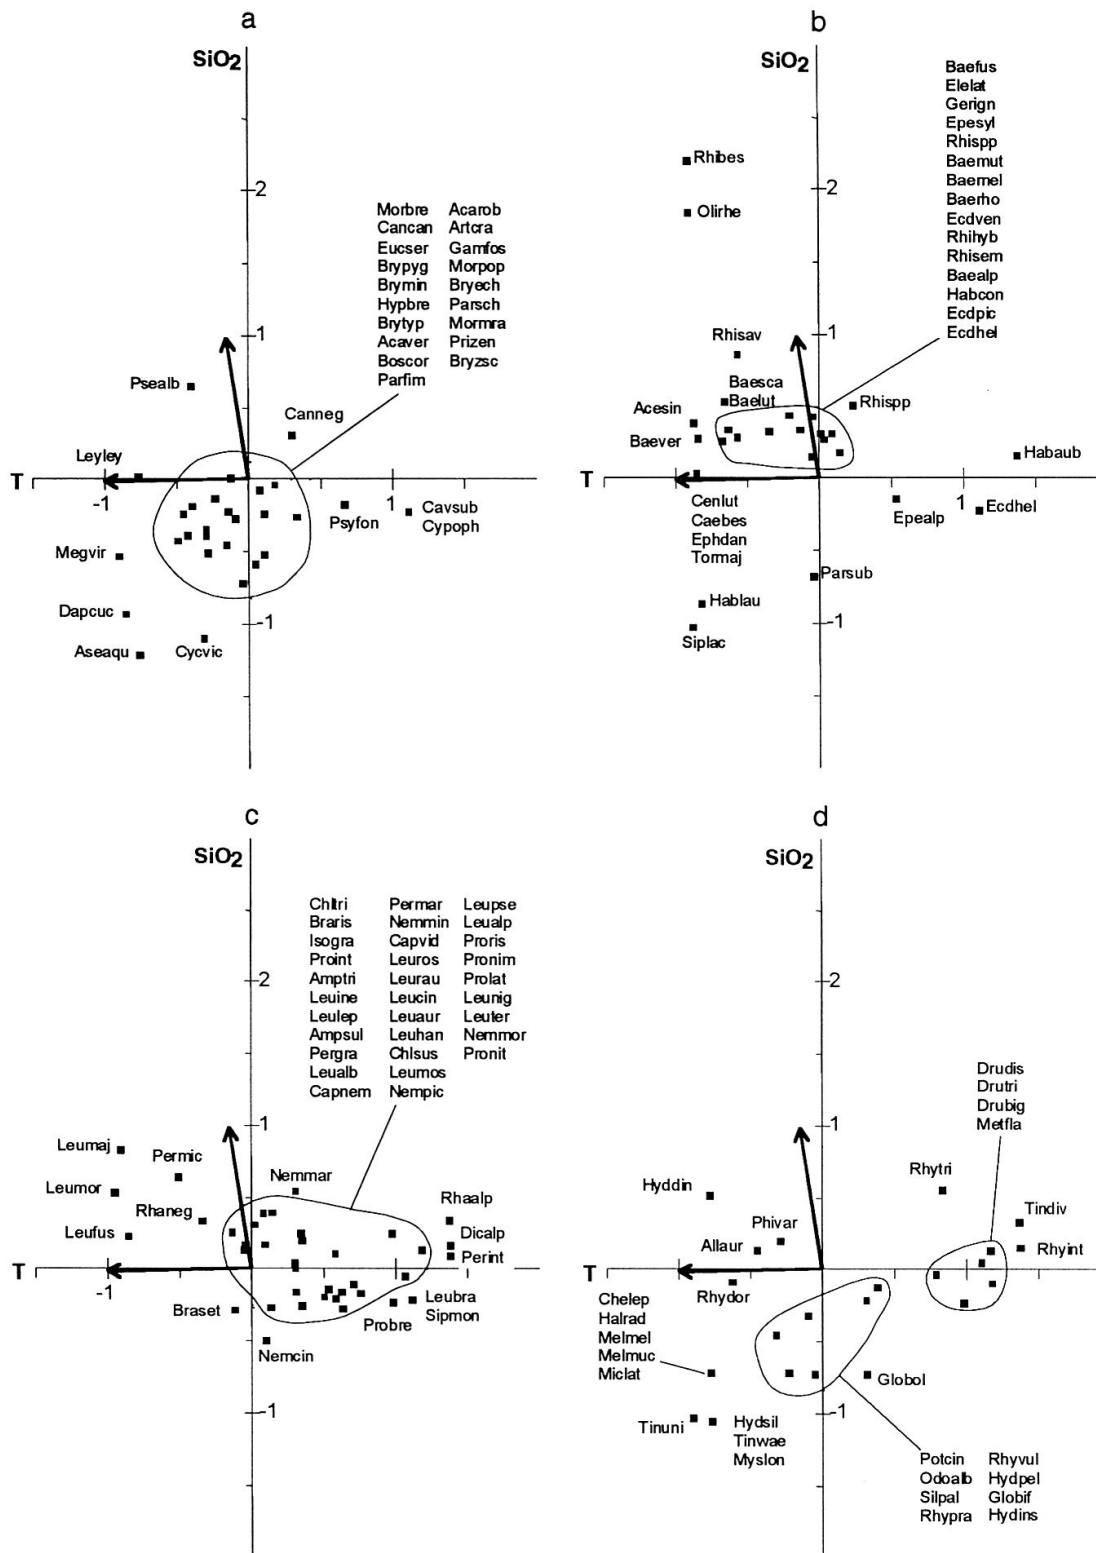 a
SiO2
2
Morbre Acarob
Cancan Artcra
Eucser Gamfos
Brypyg Morpop
Brymin Bryech
Hypbre Parsch
Brytyp Mormra
Acaver Prizen
Boscor Bryzsc
Parfim
1
Psealb
Canneg
Leyley
T
-1
1
Psyfon
Cavsub
Cypoph
Megvir
Dapcuc
-1
Aseaqu
Cycvic
b
SiO2
Baefus
Elelat
Gerign
Epesyl
Rhispp
Baemut
Baemel
Baerho
Ecdven
Rhihyb
Rhisem
Baealp
Habcon
Ecdpic
Ecdhel
Rhibes
2
Olirhe
Rhisav
1
Baesca
Baelut
Rhispp
Acesin
Baever
Habaub
T
1
Cenlut
Caebes
Ephdan
Tormaj
Epealp
Ecdhel
Parsub
Hablau
-1
Siplac
c
SiO2
Chltri Permar Leupse
Braris Nemmin Leualp
Isogra Capvid Proris
Proint Leuros Pronim
Amptri Leurau Prolat
Leuine Leucin Leunig
Leulep Leuaur Leuter
Ampsul Leuhan Nemmor
Pergra Chlsus Pronit
Leualb Leumos
Capnem Nempic
2
1
Leumaj
Permic
Nemmar
Leumor
Rhaneg
Rhaalp
Leufus
Dicalp
Perint
T
-1
Braset
Leubra
Sipmon
Probre
Nemcin
-1
d
SiO2
2
Drudis
Drutri
Drubig
Metfla
1
Rhytri
Hyddin
Phivar
Tindiv
Allaur
Rhyint
T
Rhydor
Chelep
Halrad
Melmel
Melmuc
Miclat
Globol
-1
Tinuni
Hydsil
Tinwae
Myslon
Potcin Rhyvul
Odoalb Hydpel
Silpal Globif
Rhypra Hydins